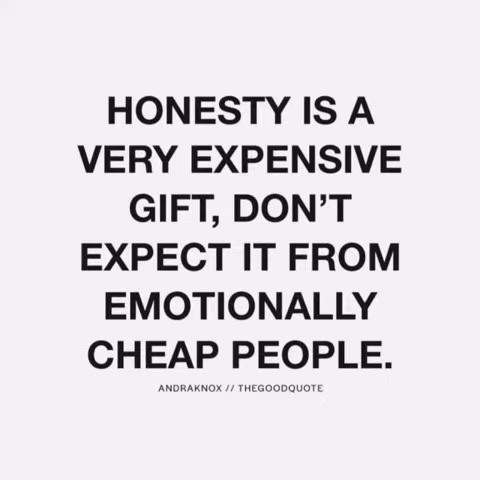 HONESTY IS A
VERY EXPENSIVE
GIFT, DON’T
EXPECT IT FROM
EMOTIONALLY
CHEAP PEOPLE.
ANDRAKNOX // THEGOODQUOTE